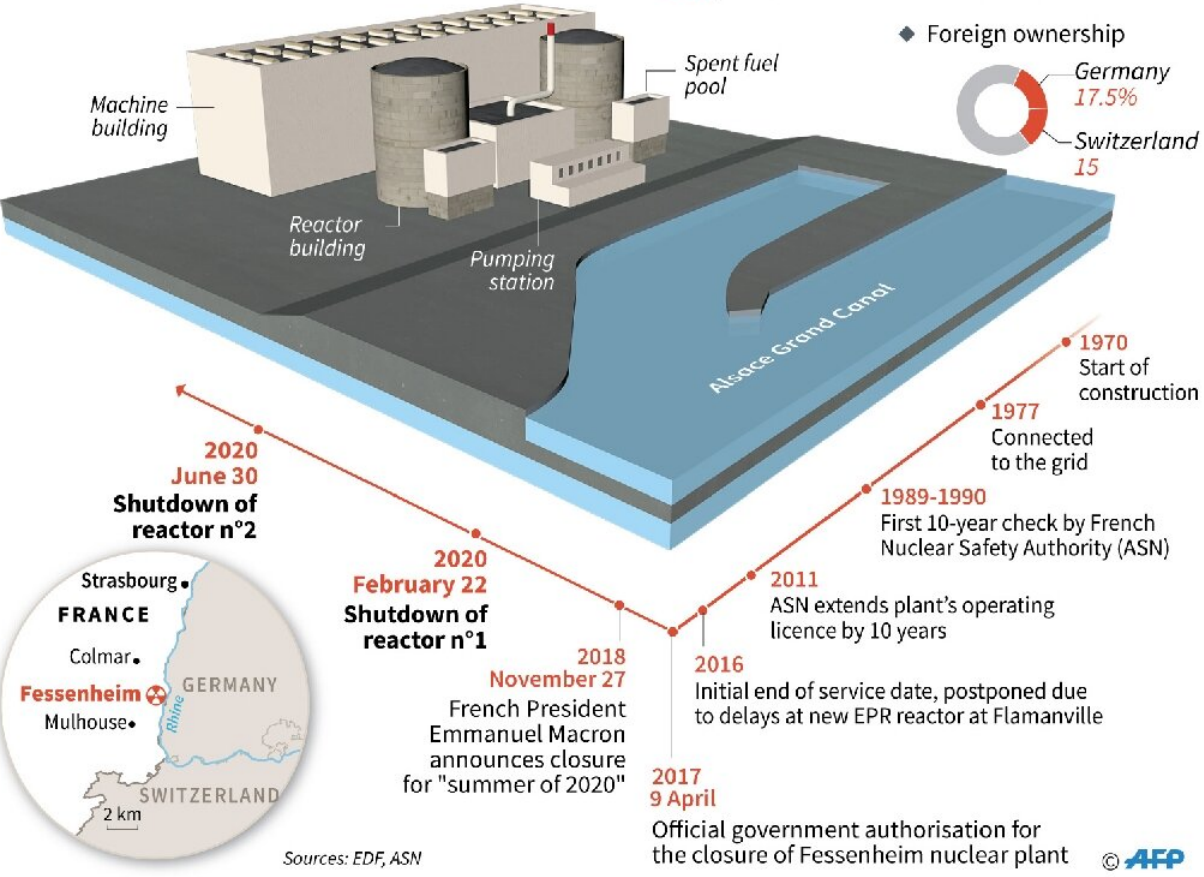 Foreign ownership
Germany
17.5%
Switzerland
15
Spent fuel
pool
Machine
building
Reactor
building
Pumping
station
Alsace Grand Canal
1970
Start of
construction
1977
Connected
to the grid
1989-1990
First 10-year check by French
Nuclear Safety Authority (ASN)
2011
ASN extends plant's operating
licence by 10 years
2016
Initial end of service date, postponed due
to delays at new EPR reactor at Flamanville
2017
9 April
Official government authorisation for
the closure of Fessenheim nuclear plant
2018
November 27
French President
Emmanuel Macron
announces closure
for "summer of 2020"
2020
February 22
Shutdown of
reactor n°1
2020
June 30
Shutdown of
reactor n°2
Strasbourg
FRANCE
Colmar
GERMANY
Fessenheim
Rhine
Mulhouse
SWITZERLAND
2 km
Sources: EDF, ASN
© AFP